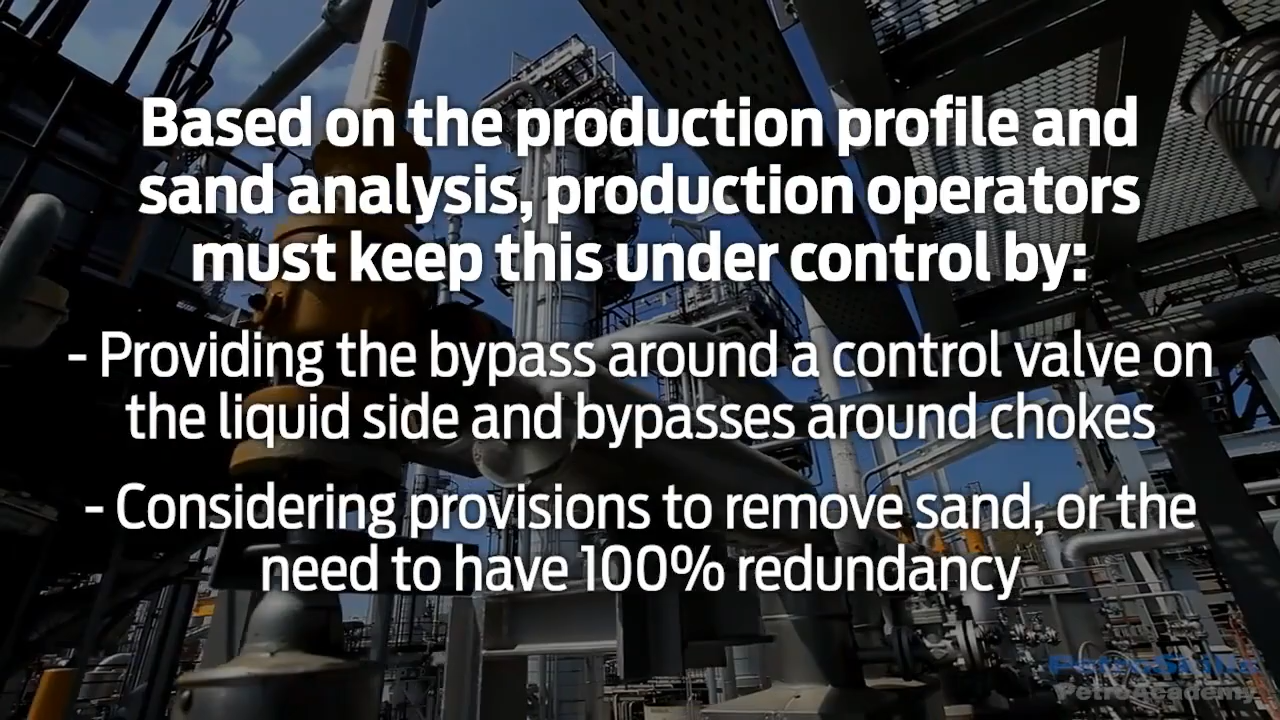 Based on the production profile and
sand analysis, production operators
must keep this under control by:
- Providing the bypass around a control valve on
the liquid side and bypasses around chokes
- Considering provisions to remove sand, or the
need to have 100% redundancy
PetroSkills
PetroAcademy